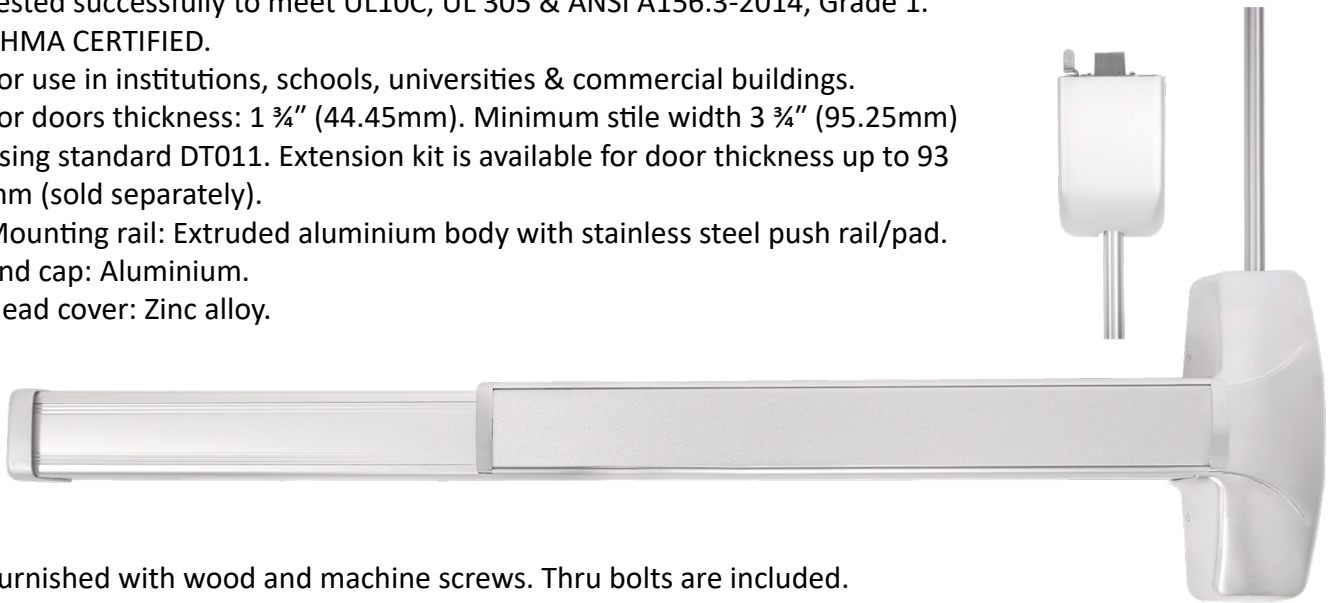 ested successfully to meet UL10C, UL 305 & ANSI A156.3-2014, Grade 1.
HMA CERTIFIED.
or use in institutions, schools, universities & commercial buildings.
or doors thickness: 1 ¾” (44.45mm). Minimum stile width 3 ¾” (95.25mm)
sing standard DT011. Extension kit is available for door thickness up to 93
mm (sold separately).
Mounting rail: Extruded aluminium body with stainless steel push rail/pad.
nd cap: Aluminium.
ead cover: Zinc alloy.
urnished with wood and machine screws. Thru bolts are included.